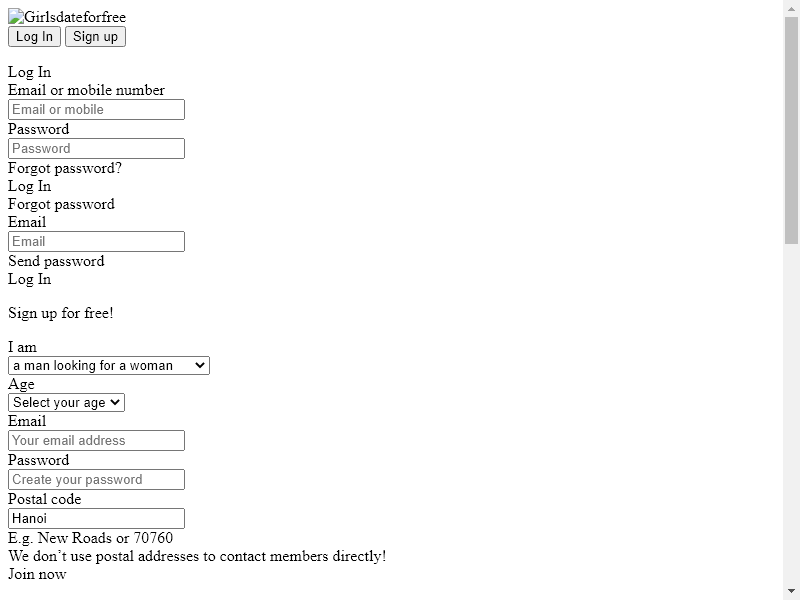 Girlsdateforfree
Log In Sign up
Log In
Email or mobile number
Email or mobile
Password
Password
Forgot password?
Log In
Forgot password
Email
Email
Send password
Log In
Sign up for free!
I am
a man looking for a woman
Age
Select your age
Email
Your email address
Password
Create your password
Postal code
Hanoi
E.g. New Roads or 70760
We don’t use postal addresses to contact members directly!
Join now